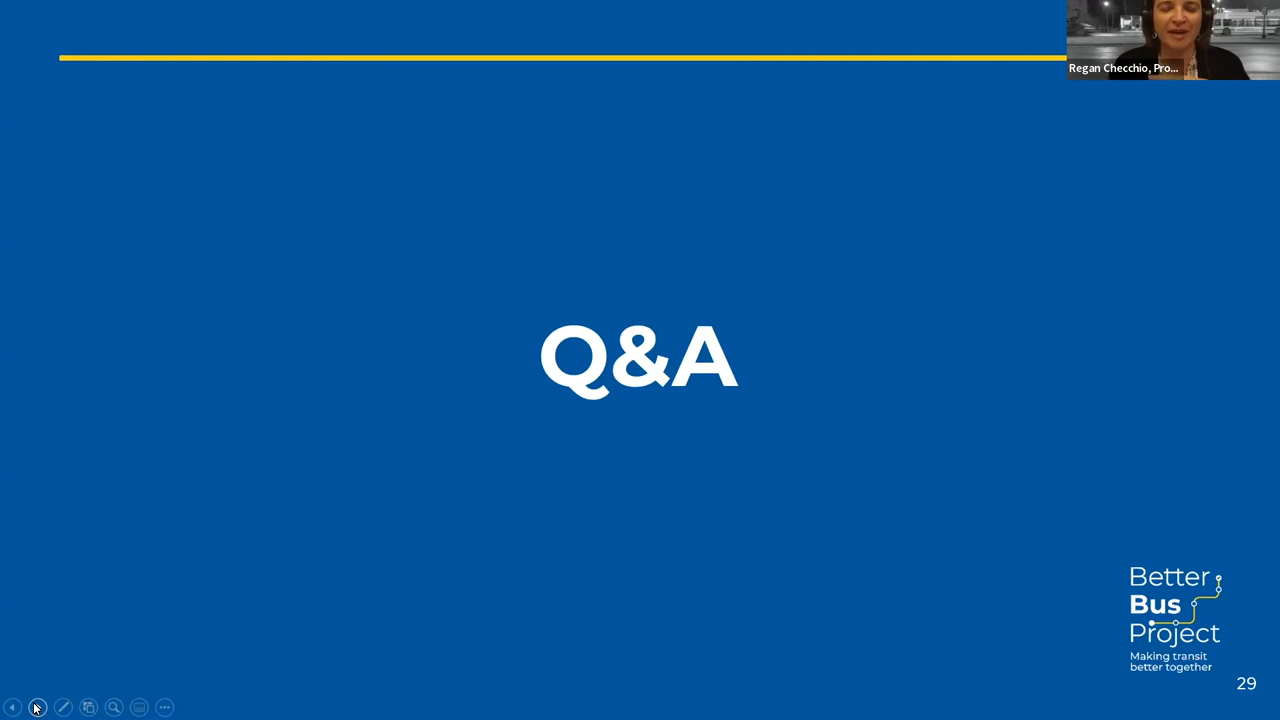 Regan Checchio, Pro...
Q&A
Better
Bus
Project
Making transit
better together
29